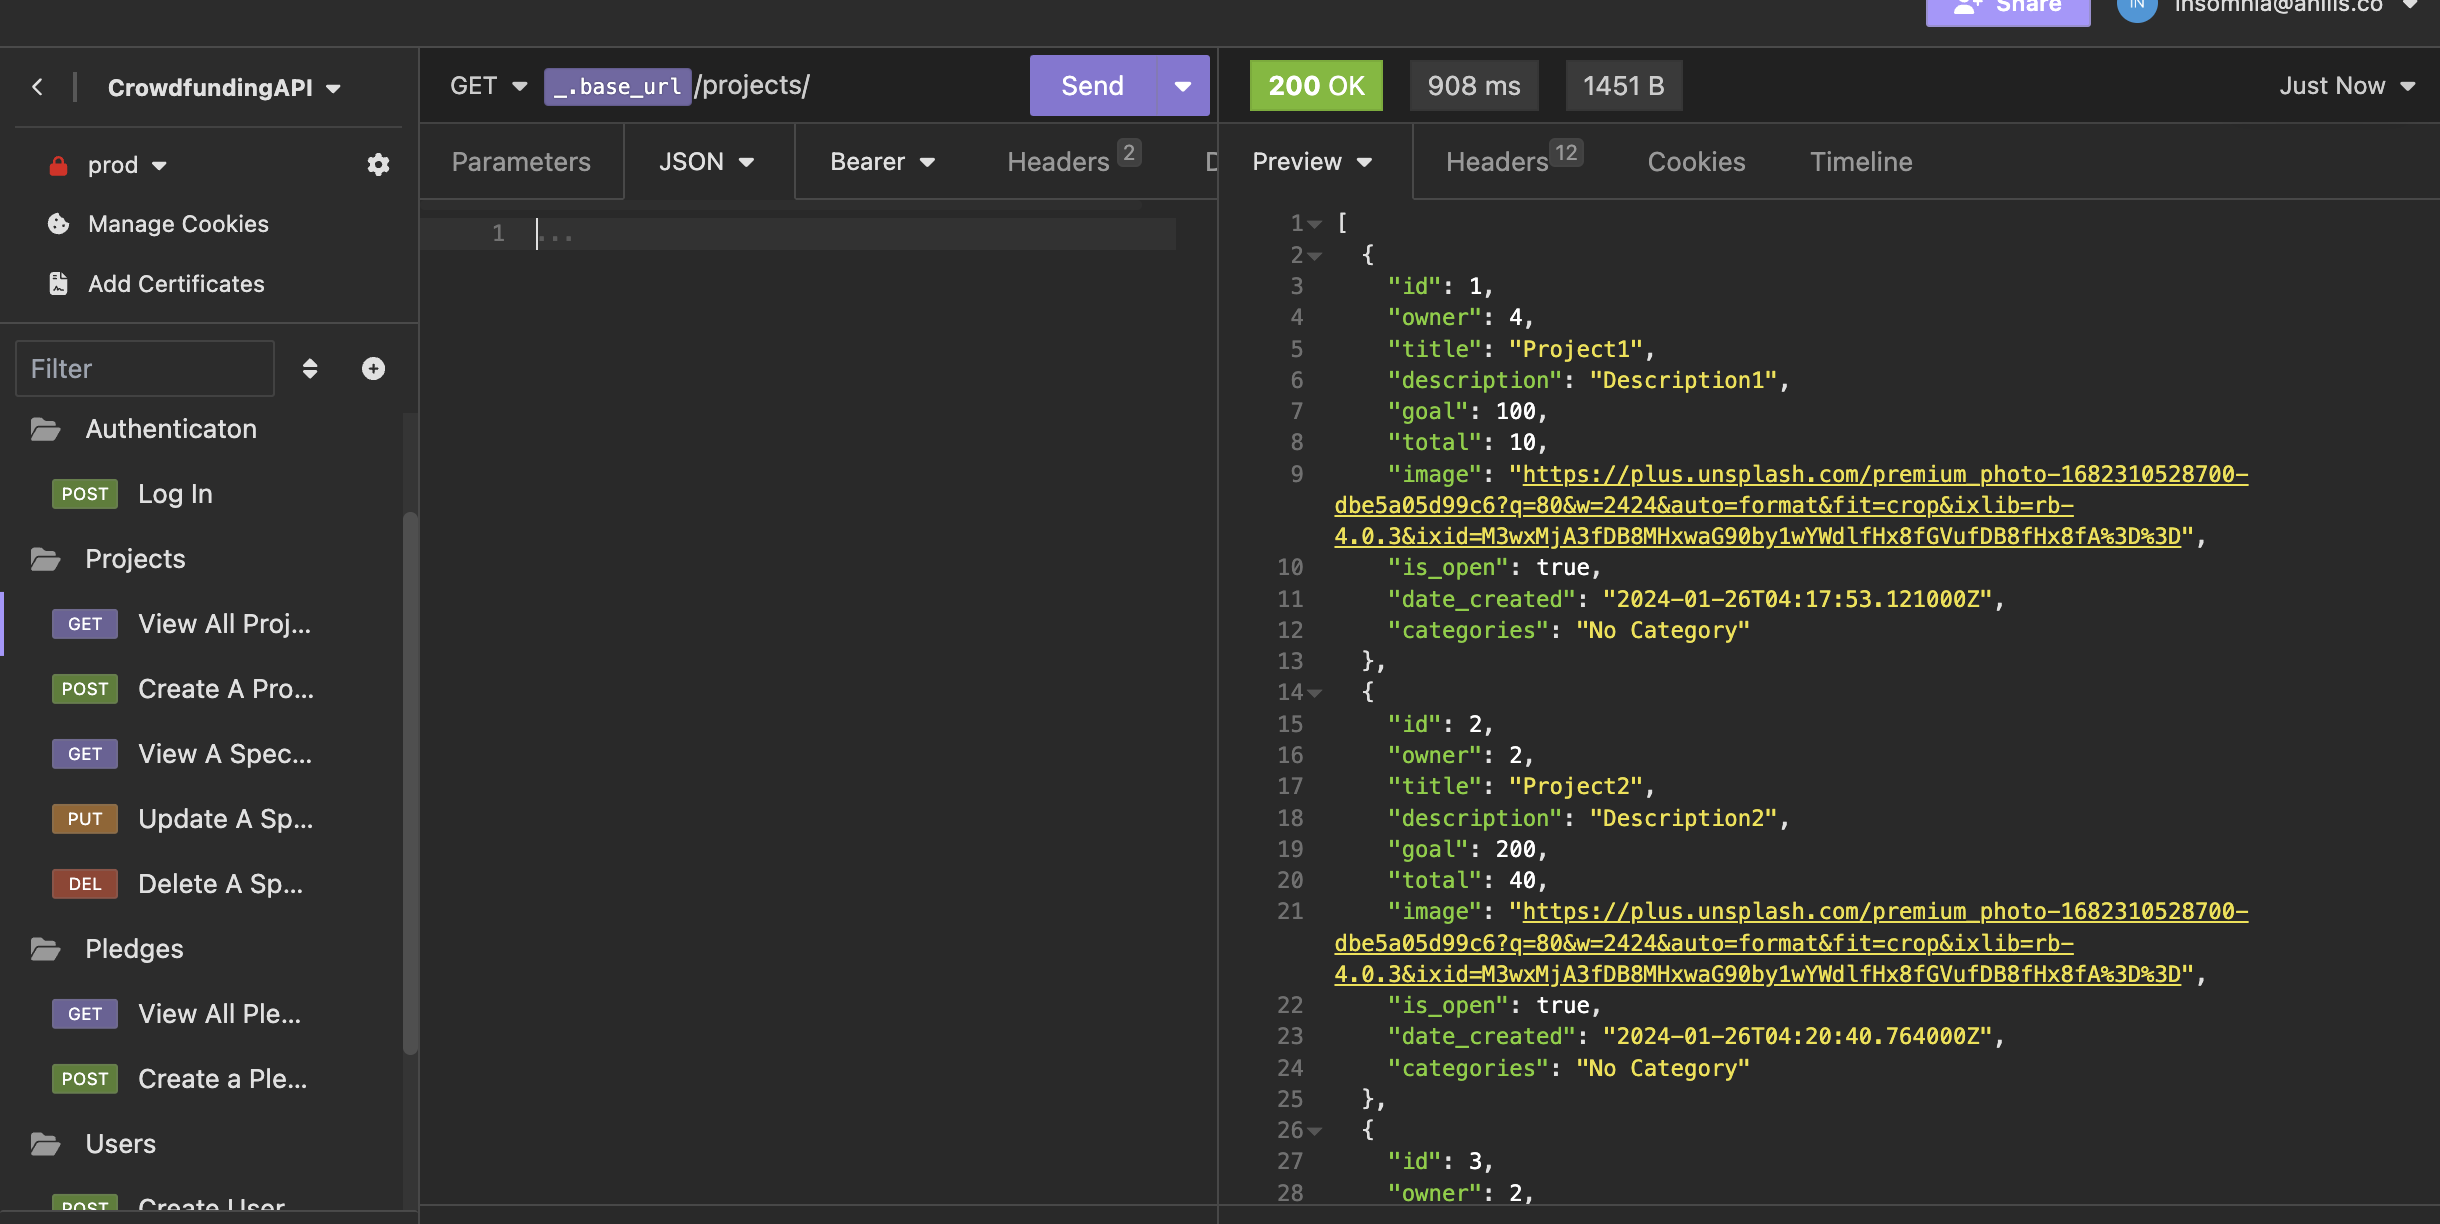 Share
IN
insomnia@anills.co
CrowdfundingAPI
GET _.base_url/projects/
Send
200 OK
908 ms
1451 B
Just Now
prod
Manage Cookies
Add Certificates
Filter
Authenticaton
POST Log In
Projects
GET View All Proj...
POST Create A Pro...
GET View A Spec...
PUT Update A Sp...
DEL Delete A Sp...
Pledges
GET View All Ple...
POST Create a Ple...
Users
POST Create User
Parameters
JSON
Bearer
Headers 2
D
1 ...
Preview
Headers 12
Cookies
Timeline
1 [
2 {
3 "id": 1,
4 "owner": 4,
5 "title": "Project1",
6 "description": "Description1",
7 "goal": 100,
8 "total": 10,
9 "image": "https://plus.unsplash.com/premium_photo-1682310528700-
dbe5a05d99c6?q=80&w=2424&auto=format&fit=crop&ixlib=rb-
4.0.3&ixid=M3wxMjA3fDB8MHxwaG90by1wYWdlfHx8fGVufDB8fHx8fA%3D%3D",
10 "is_open": true,
11 "date_created": "2024-01-26T04:17:53.121000Z",
12 "categories": "No Category"
13 },
14 {
15 "id": 2,
16 "owner": 2,
17 "title": "Project2",
18 "description": "Description2",
19 "goal": 200,
20 "total": 40,
21 "image": "https://plus.unsplash.com/premium_photo-1682310528700-
dbe5a05d99c6?q=80&w=2424&auto=format&fit=crop&ixlib=rb-
4.0.3&ixid=M3wxMjA3fDB8MHxwaG90by1wYWdlfHx8fGVufDB8fHx8fA%3D%3D",
22 "is_open": true,
23 "date_created": "2024-01-26T04:20:40.764000Z",
24 "categories": "No Category"
25 },
26 {
27 "id": 3,
28 "owner": 2,